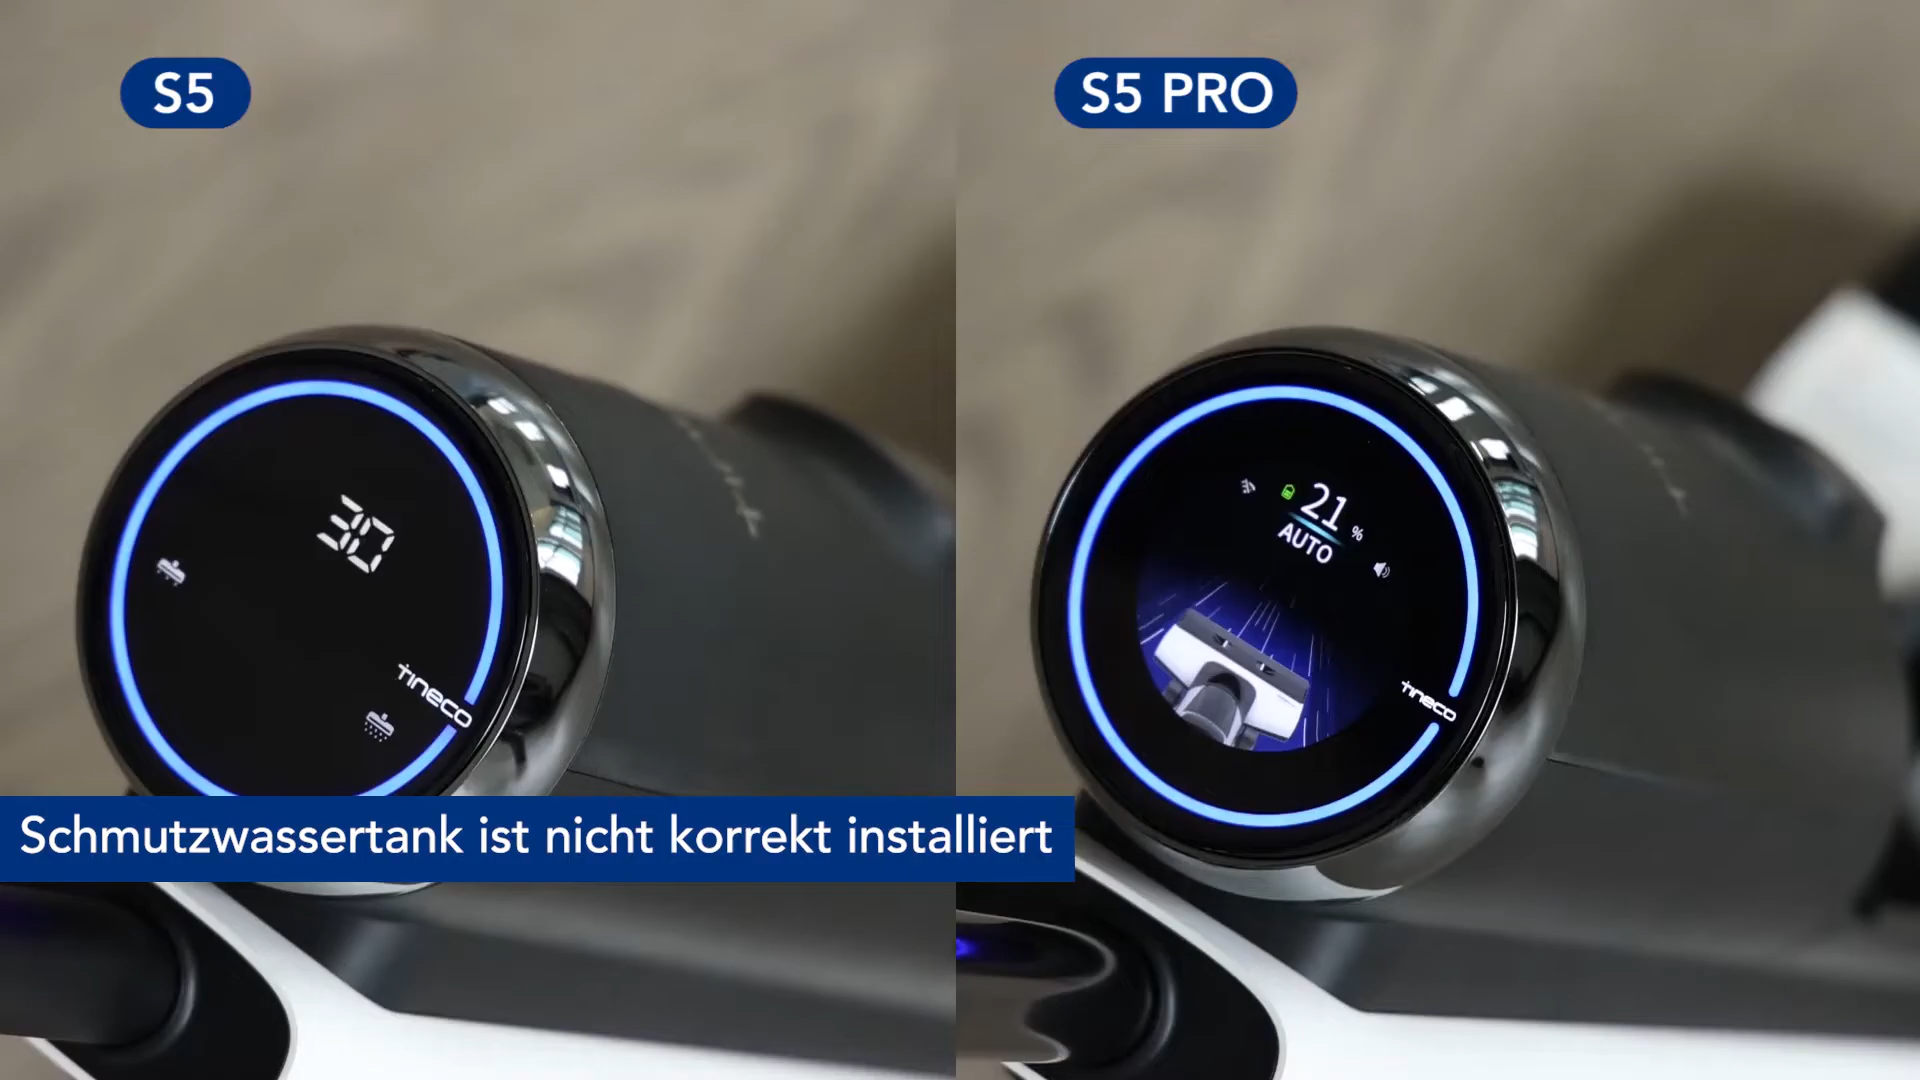 S5
S5 PRO
30
tineco
21 %
AUTO
tineco
Schmutzwassertank ist nicht korrekt installiert